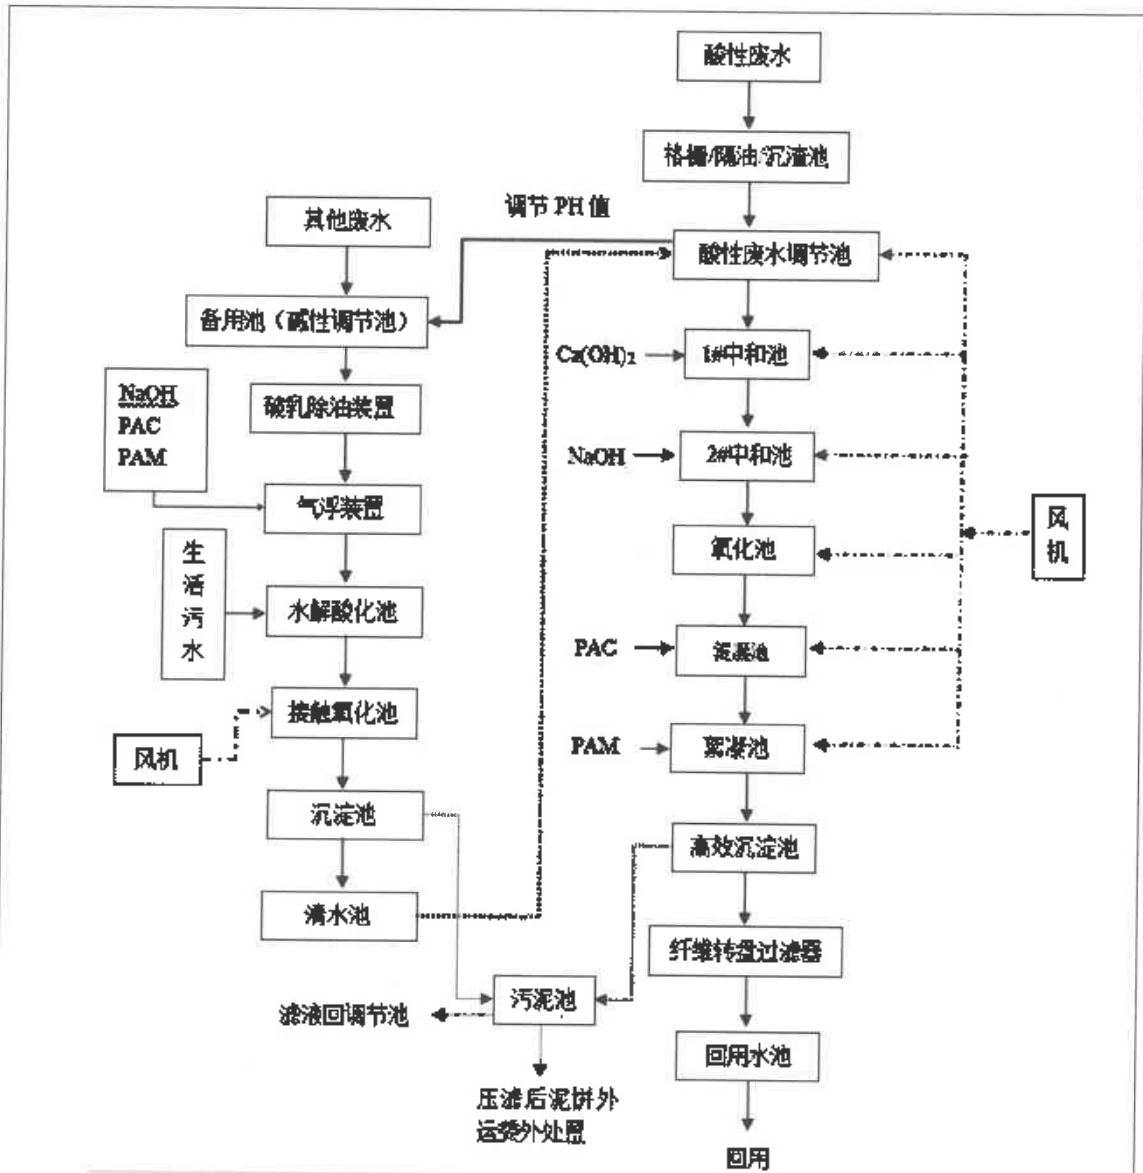 酸性废水
格栅/隔油/沉渣池
调节 PH 值
其他废水
酸性废水调节池
备用池（碱性调节池）
Ca(OH)₂
1#中和池
NaOH
PAC
PAM
破乳除油装置
NaOH
2#中和池
气浮装置
风机
生活污水
氧化池
水解酸化池
PAC
混凝池
接触氧化池
PAM
絮凝池
风机
沉淀池
高效沉淀池
清水池
纤维转盘过滤器
污泥池
滤液回调节池
回用水池
压滤后泥饼外
运委外处置
回用